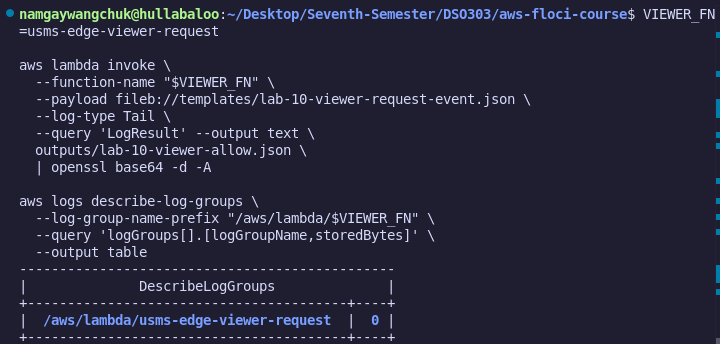 namgaywangchuk@hullabaloo:~/Desktop/Seventh-Semester/DSO303/aws-floci-course$ VIEWER_FN
=usms-edge-viewer-request

aws lambda invoke \
  --function-name "$VIEWER_FN" \
  --payload fileb://templates/lab-10-viewer-request-event.json \
  --log-type Tail \
  --query 'LogResult' --output text \
  outputs/lab-10-viewer-allow.json \
  | openssl base64 -d -A

aws logs describe-log-groups \
  --log-group-name-prefix "/aws/lambda/$VIEWER_FN" \
  --query 'logGroups[].[logGroupName,storedBytes]' \
  --output table
----------------------------------------------
|              DescribeLogGroups             |
+---------------------------------------+----+
|  /aws/lambda/usms-edge-viewer-request  |  0 |
+---------------------------------------+----+